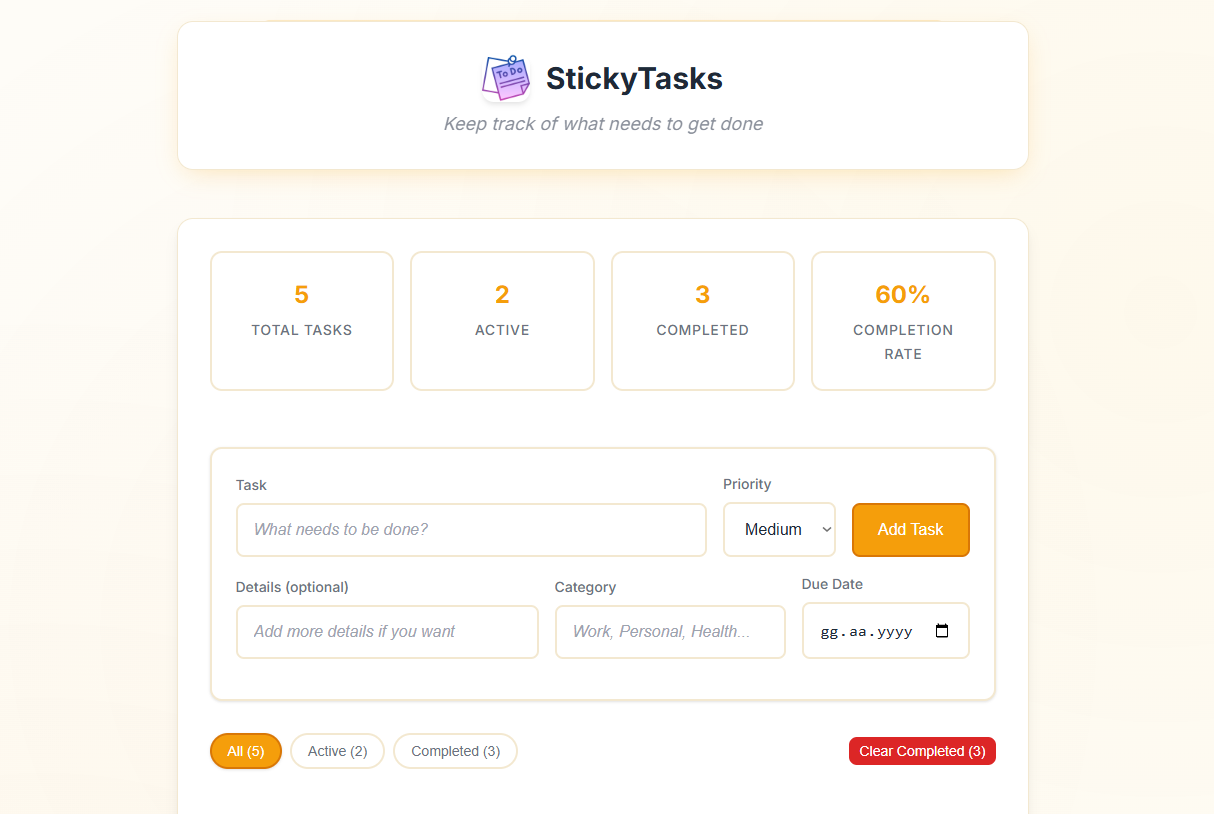 To Do
StickyTasks
Keep track of what needs to get done
5
TOTAL TASKS
2
ACTIVE
3
COMPLETED
60%
COMPLETION
RATE
Task
What needs to be done?
Priority
Medium
Add Task
Details (optional)
Add more details if you want
Category
Work, Personal, Health...
Due Date
gg.aa.yyyy
All (5)
Active (2)
Completed (3)
Clear Completed (3)